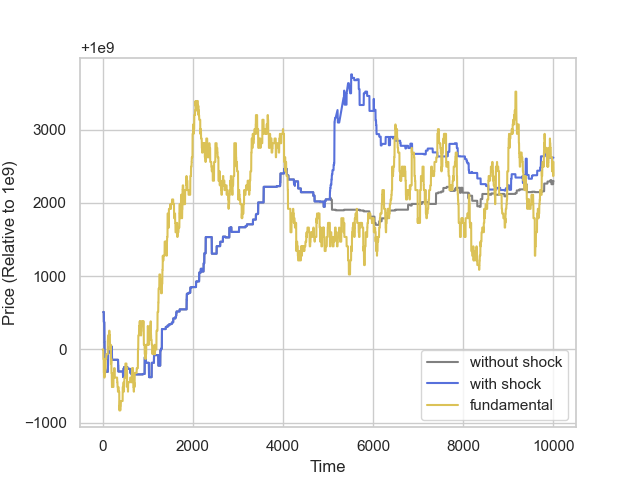 +1e9
3000
2000
1000
0
−1000
Price (Relative to 1e9)
0
2000
4000
6000
8000
10000
Time
without shock
with shock
fundamental